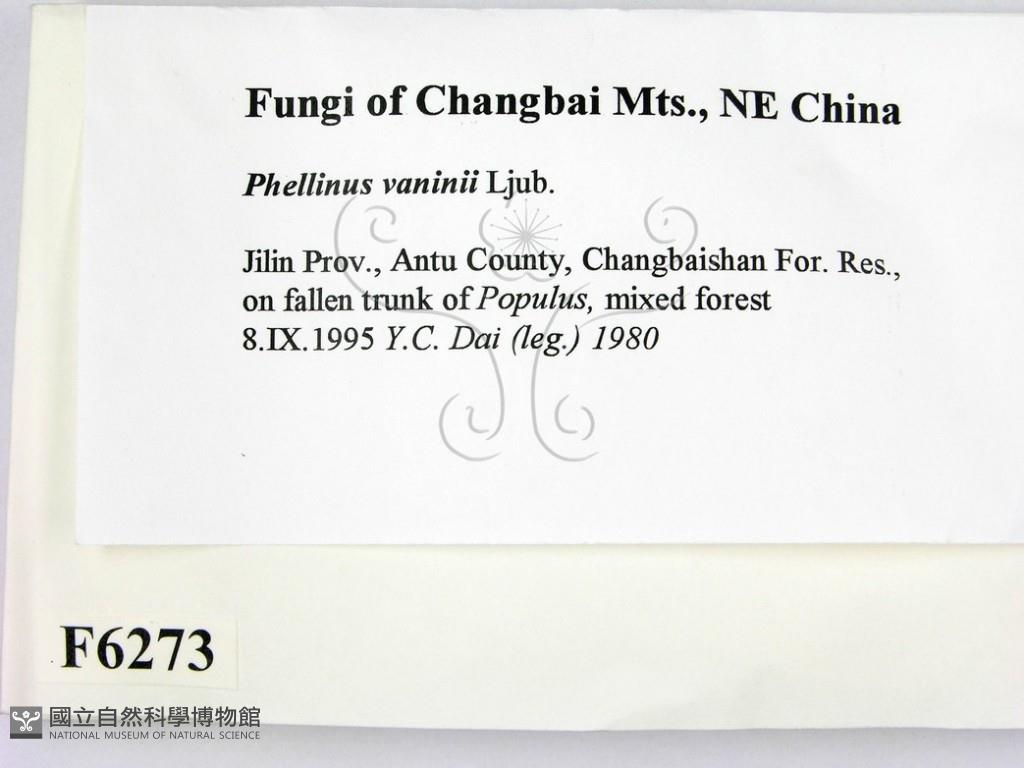 Fungi of Changbai Mts., NE China
Phellinus vaninii Ljub.
Jilin Prov., Antu County, Changbaishan For. Res.,
on fallen trunk of Populus, mixed forest
8.IX.1995 Y.C. Dai (leg.) 1980
F6273
國立自然科學博物館
NATIONAL MUSEUM OF NATURAL SCIENCE